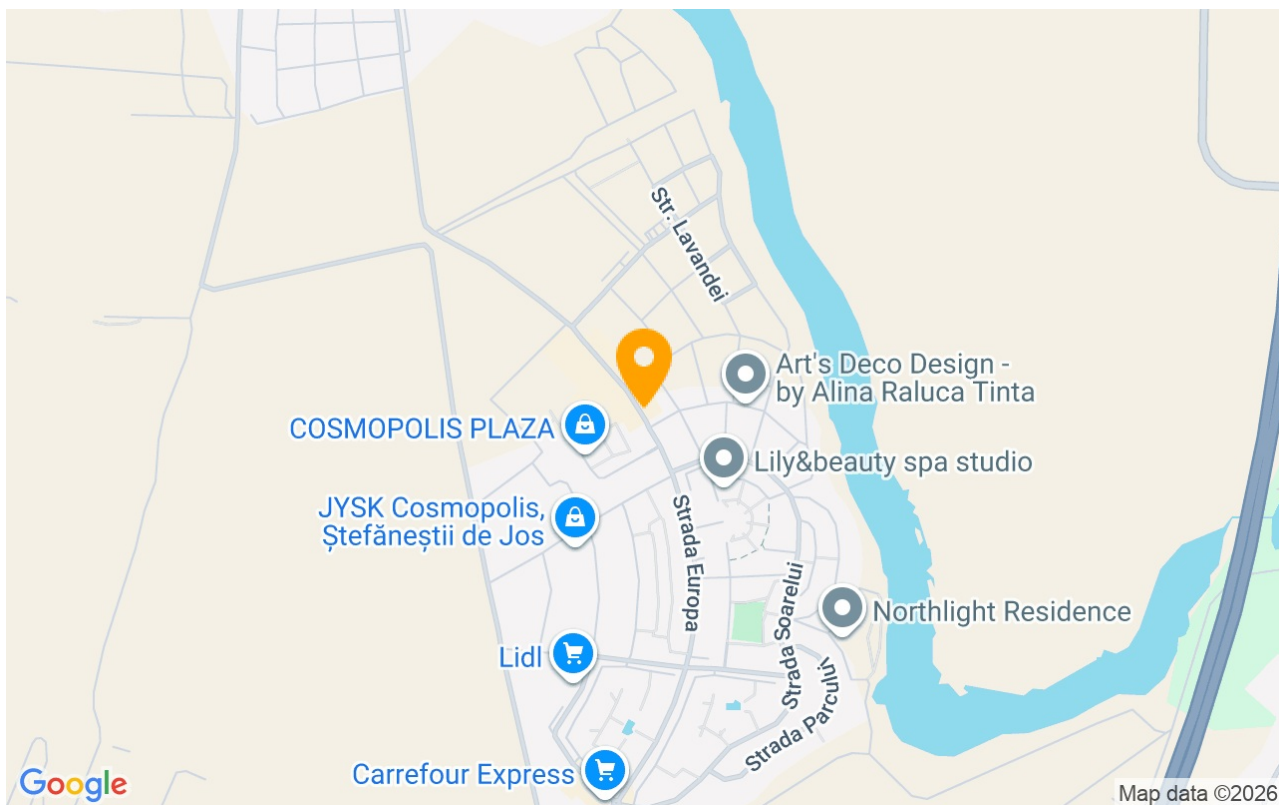 Str. Lavandei
Art's Deco Design -
by Alina Raluca Tinta
COSMOPOLIS PLAZA
Lily&beauty spa studio
JYSK Cosmopolis,
Ștefăneștii de Jos
Strada Europa
Strada Soarelui
Northlight Residence
Lidl
Strada Parcului
Carrefour Express
Google
Map data ©2026